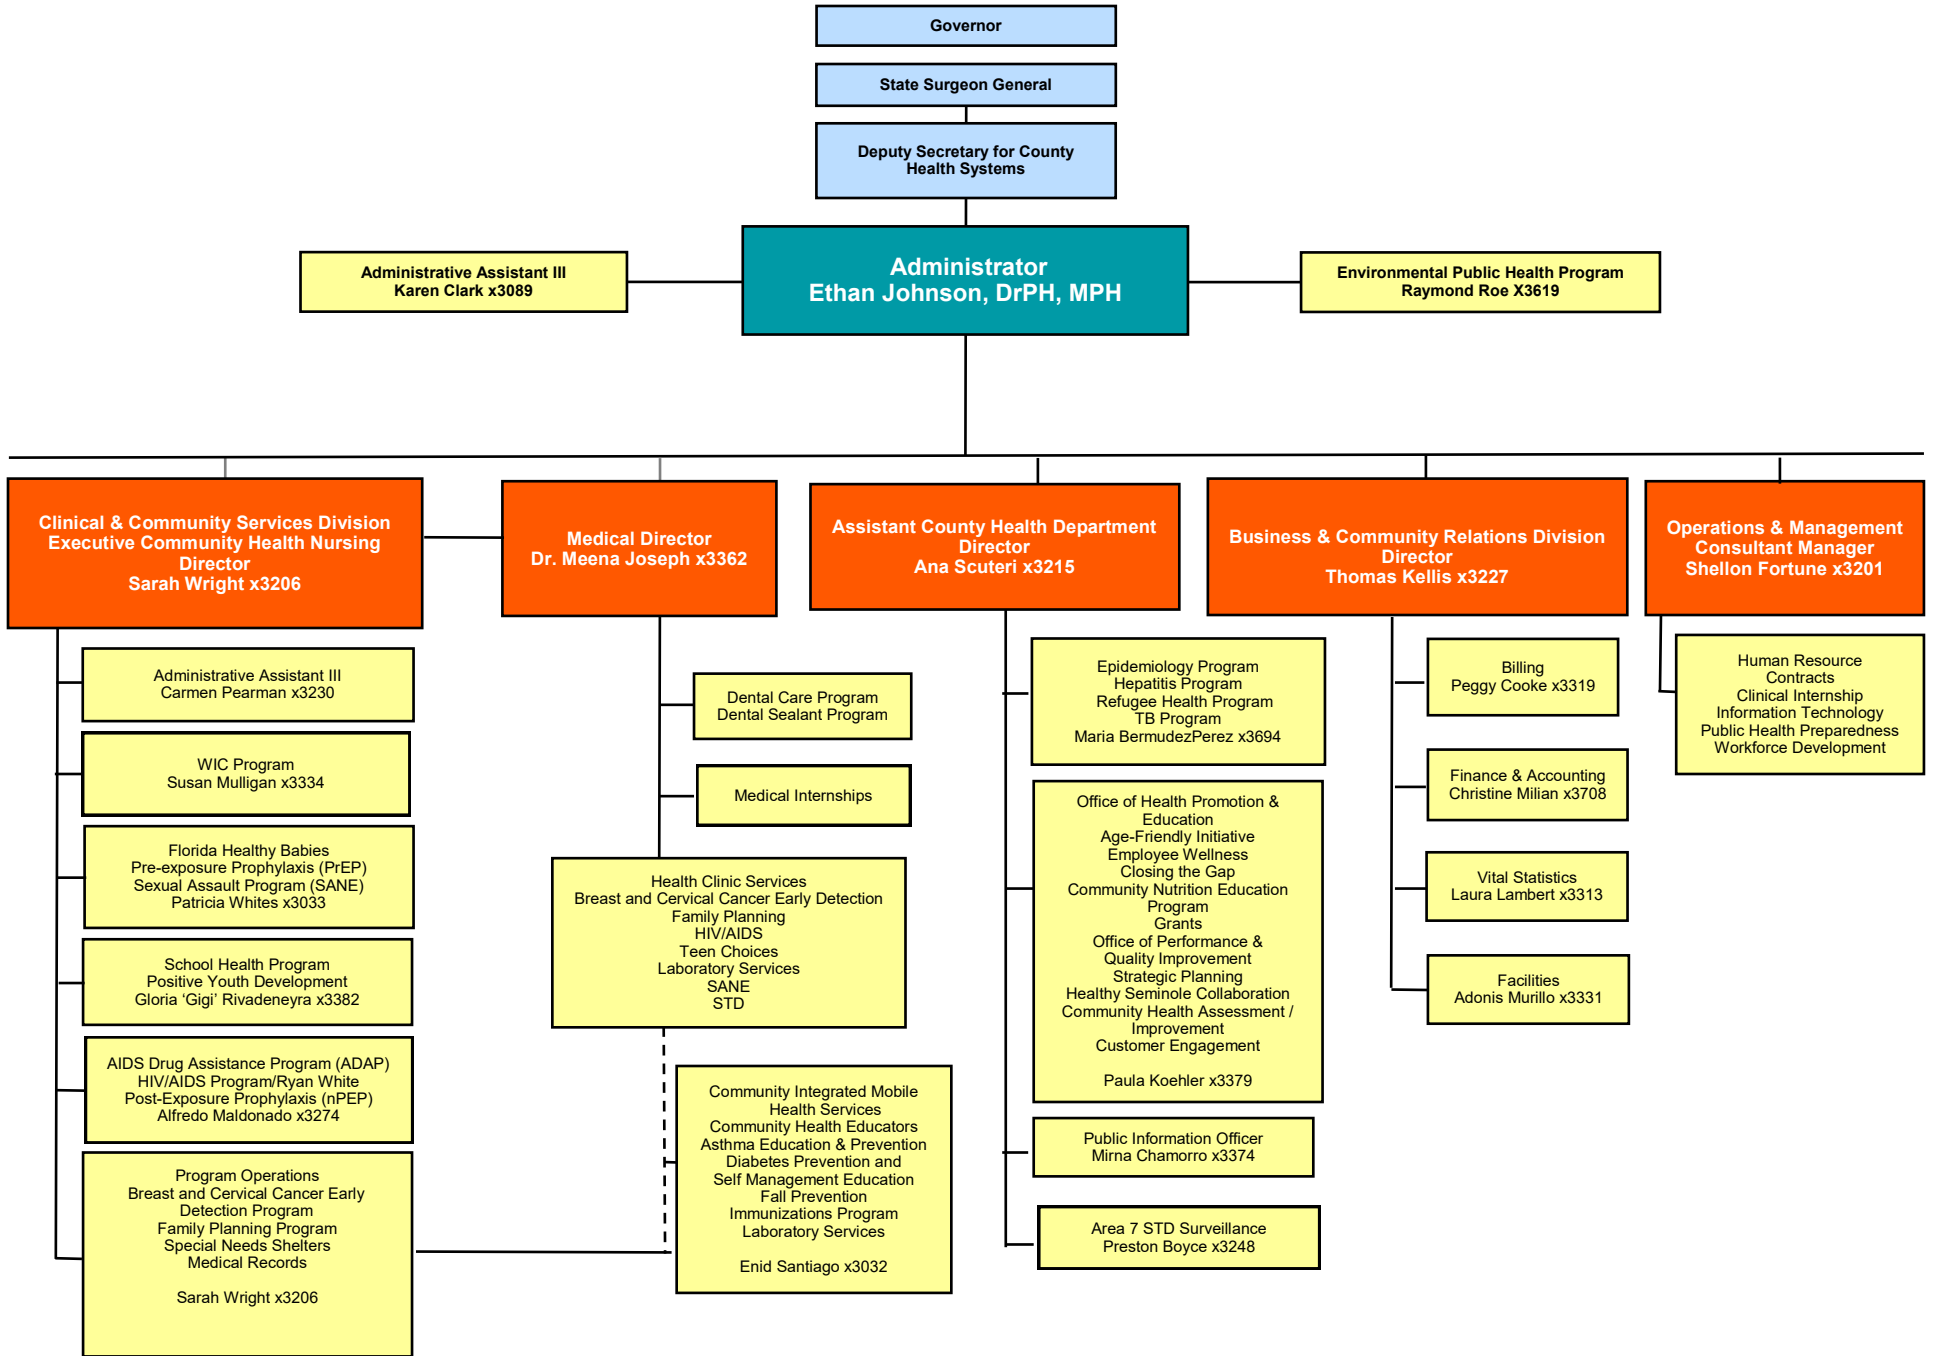 Governor
State Surgeon General
Deputy Secretary for County
Health Systems
Administrator
Ethan Johnson, DrPH, MPH
Administrative Assistant III
Karen Clark x3089
Environmental Public Health Program
Raymond Roe X3619
Clinical & Community Services Division
Executive Community Health Nursing
Director
Sarah Wright x3206
Medical Director
Dr. Meena Joseph x3362
Assistant County Health Department
Director
Ana Scuteri x3215
Business & Community Relations Division
Director
Thomas Kellis x3227
Operations & Management
Consultant Manager
Shellon Fortune x3201
Administrative Assistant III
Carmen Pearman x3230
WIC Program
Susan Mulligan x3334
Florida Healthy Babies
Pre-exposure Prophylaxis (PrEP)
Sexual Assault Program (SANE)
Patricia Whites x3033
School Health Program
Positive Youth Development
Gloria ‘Gigi’ Rivadeneyra x3382
AIDS Drug Assistance Program (ADAP)
HIV/AIDS Program/Ryan White
Post-Exposure Prophylaxis (nPEP)
Alfredo Maldonado x3274
Program Operations
Breast and Cervical Cancer Early
Detection Program
Family Planning Program
Special Needs Shelters
Medical Records
Sarah Wright x3206
Dental Care Program
Dental Sealant Program
Medical Internships
Health Clinic Services
Breast and Cervical Cancer Early Detection
Family Planning
HIV/AIDS
Teen Choices
Laboratory Services
SANE
STD
Community Integrated Mobile
Health Services
Community Health Educators
Asthma Education & Prevention
Diabetes Prevention and
Self Management Education
Fall Prevention
Immunizations Program
Laboratory Services
Enid Santiago x3032
Epidemiology Program
Hepatitis Program
Refugee Health Program
TB Program
Maria BermudezPerez x3694
Office of Health Promotion &
Education
Age-Friendly Initiative
Employee Wellness
Closing the Gap
Community Nutrition Education
Program
Grants
Office of Performance &
Quality Improvement
Strategic Planning
Healthy Seminole Collaboration
Community Health Assessment /
Improvement
Customer Engagement
Paula Koehler x3379
Public Information Officer
Mirna Chamorro x3374
Area 7 STD Surveillance
Preston Boyce x3248
Billing
Peggy Cooke x3319
Finance & Accounting
Christine Milian x3708
Vital Statistics
Laura Lambert x3313
Facilities
Adonis Murillo x3331
Human Resource
Contracts
Clinical Internship
Information Technology
Public Health Preparedness
Workforce Development